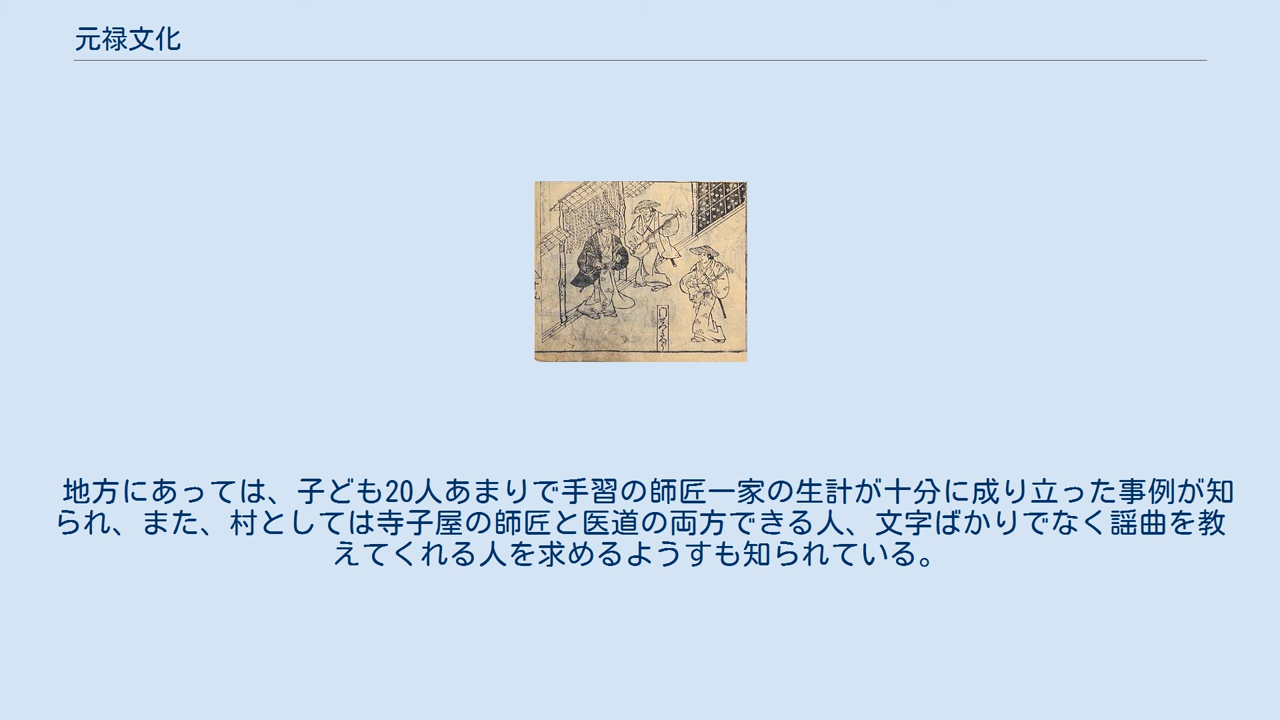 元禄文化
地方にあっては、子ども20人あまりで手習の師匠一家の生計が十分に成り立った事例が知
られ、また、村としては寺子屋の師匠と医道の両方できる人、文字ばかりでなく謡曲を教
えてくれる人を求めるようすも知られている。